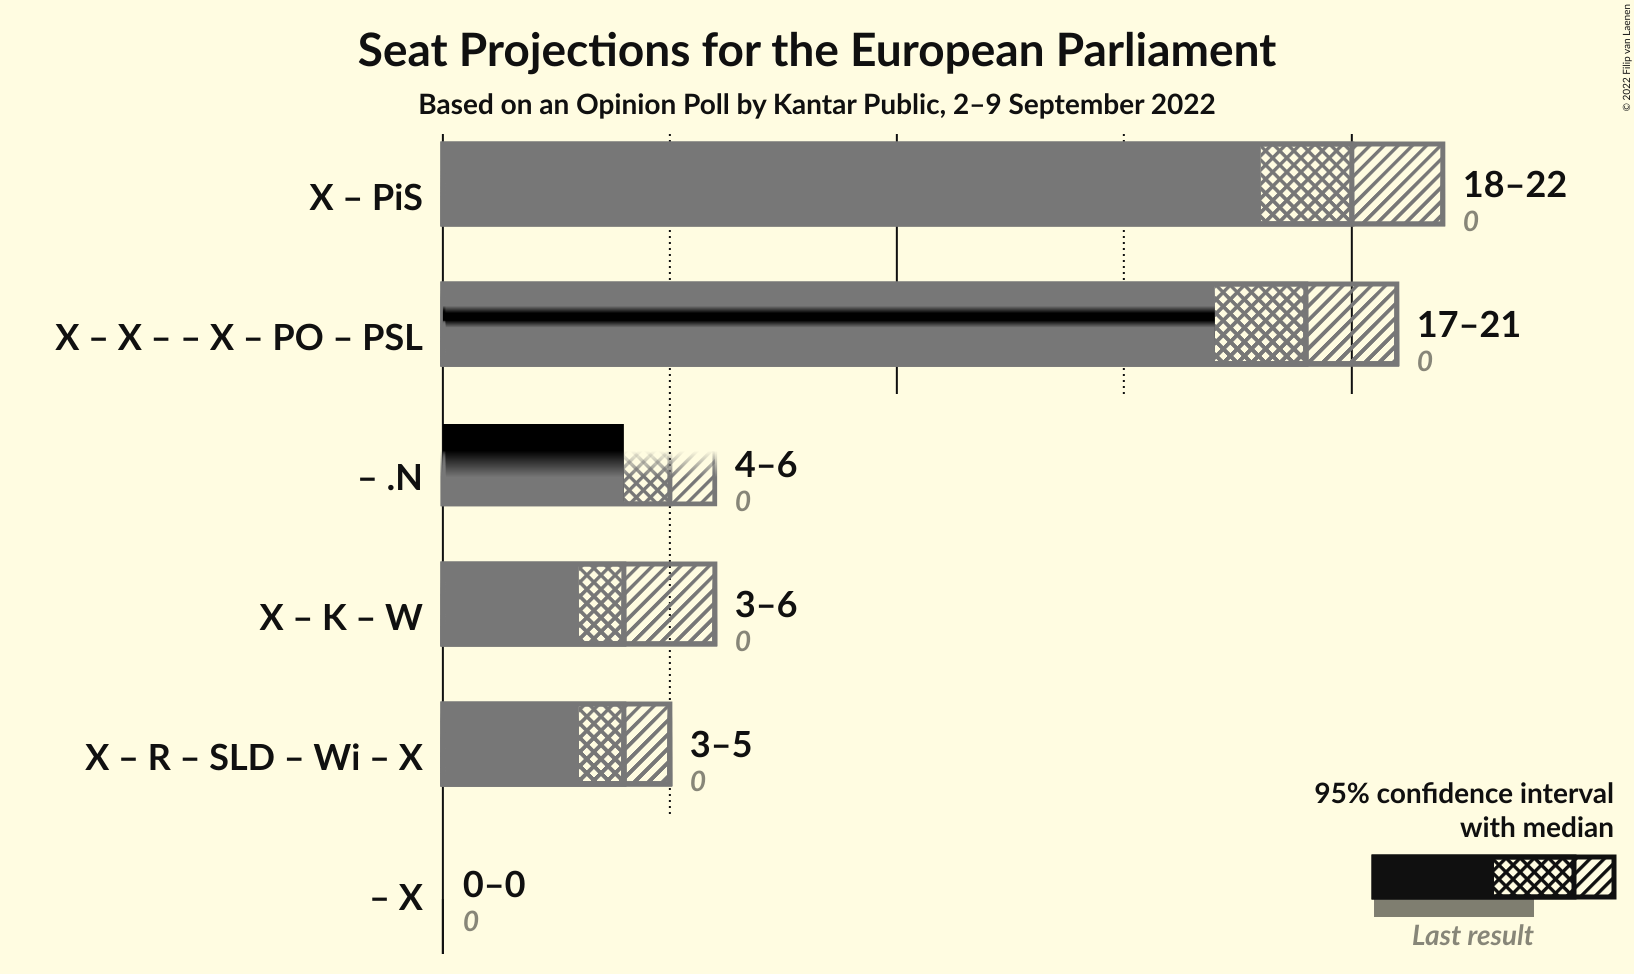 Seat Projections for the European Parliament
Based on an Opinion Poll by Kantar Public, 2–9 September 2022
© 2022 Filip van Laenen
X – PiS
18–22
0
X – X – – X – PO – PSL
17–21
0
– .N
4–6
0
X – K – W
3–6
0
X – R – SLD – Wi – X
3–5
0
– X
0–0
0
95% confidence interval
with median
Last result